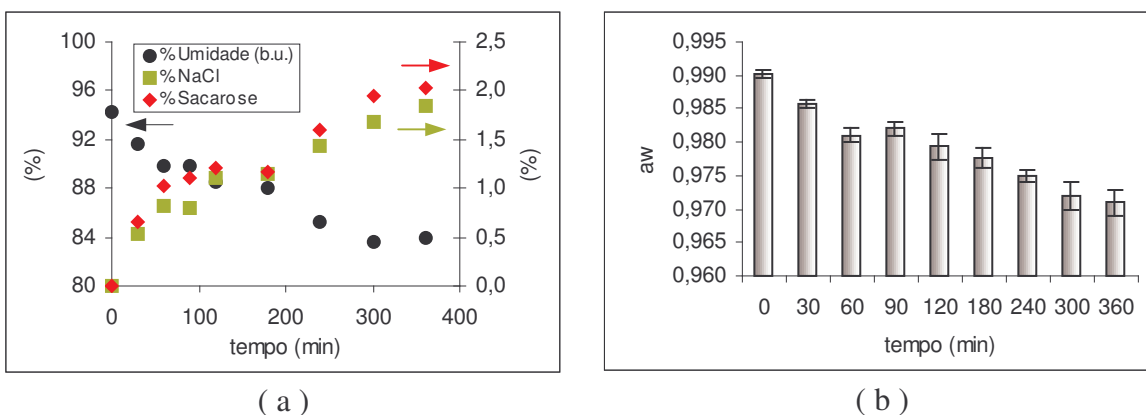 100
96
92
88
84
80
(%)
%Umidade (b.u.)
%NaCl
%Sacarose
2,5
2,0
1,5
1,0
0,5
0,0
(%)
0 100 200 300 400
tempo (min)
( a )
0,995
0,990
0,985
0,980
0,975
0,970
0,965
0,960
aw
0 30 60 90 120 180 240 300 360
tempo (min)
( b )